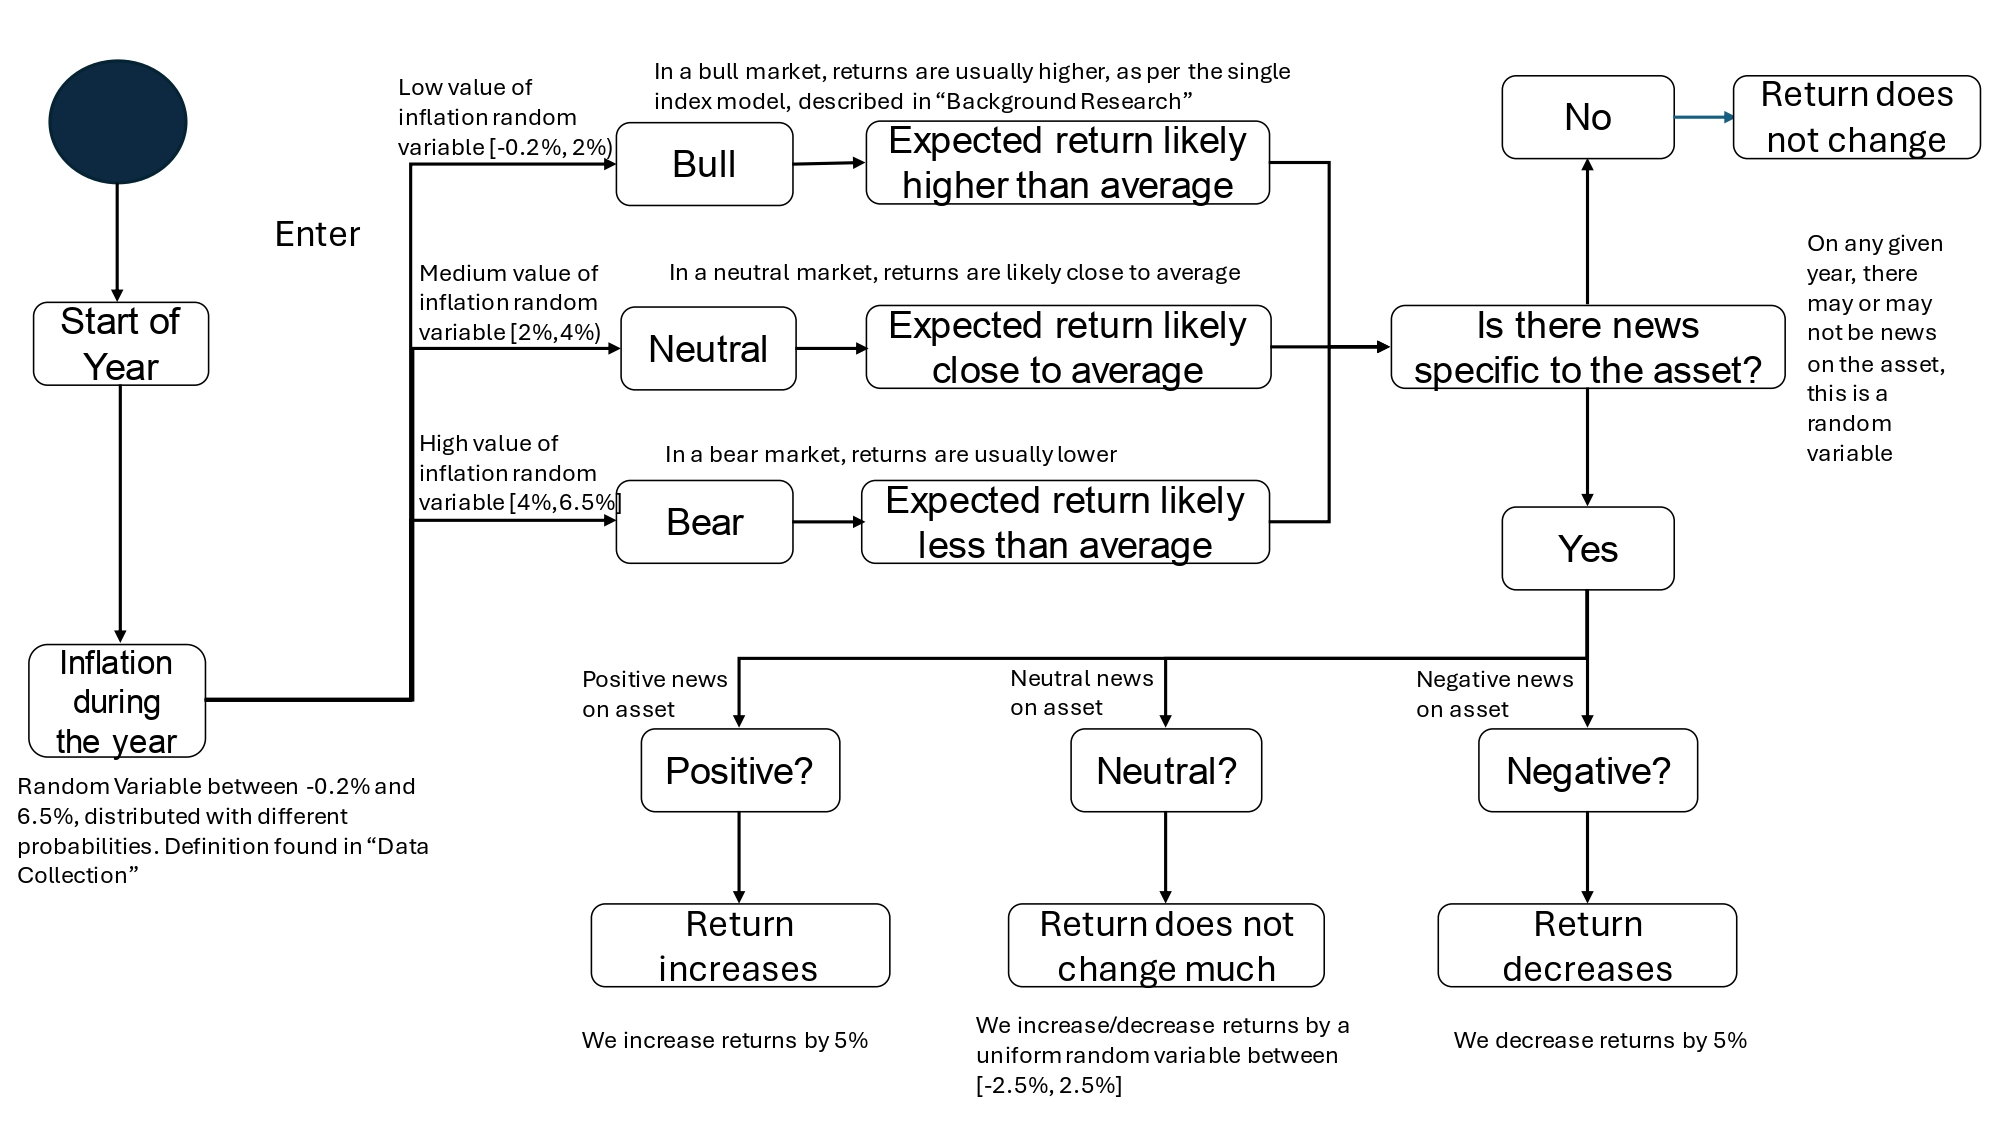 Enter
Start of
Year
Inflation
during
the year
Random Variable between -0.2% and
6.5%, distributed with different
probabilities. Definition found in “Data
Collection”
Low value of
inflation random
variable [-0.2%, 2%)
In a bull market, returns are usually higher, as per the single
index model, described in “Background Research”
Bull
Expected return likely
higher than average
Medium value of
inflation random
variable [2%,4%)
In a neutral market, returns are likely close to average
Neutral
Expected return likely
close to average
High value of
inflation random
variable [4%,6.5%]
In a bear market, returns are usually lower
Bear
Expected return likely
less than average
Is there news
specific to the asset?
No
Return does
not change
On any given
year, there
may or may
not be news
on the asset,
this is a
random
variable
Yes
Positive news
on asset
Positive?
Return
increases
We increase returns by 5%
Neutral news
on asset
Neutral?
Return does not
change much
We increase/decrease returns by a
uniform random variable between
[-2.5%, 2.5%]
Negative news
on asset
Negative?
Return
decreases
We decrease returns by 5%